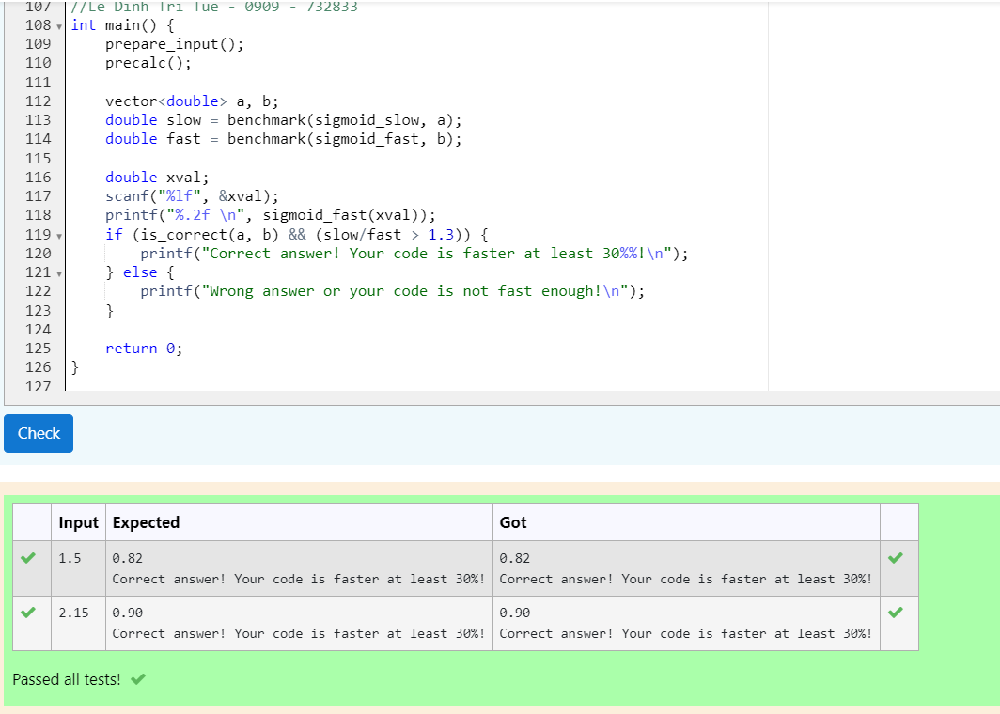 107 //Le Dinh Tri Tue - 0909 - 732833
108 int main() {
109 prepare_input();
110 precalc();
111
112 vector<double> a, b;
113 double slow = benchmark(sigmoid_slow, a);
114 double fast = benchmark(sigmoid_fast, b);
115
116 double xval;
117 scanf("%lf", &xval);
118 printf("%.2f \n", sigmoid_fast(xval));
119 if (is_correct(a, b) && (slow/fast > 1.3)) {
120 printf("Correct answer! Your code is faster at least 30%%!\n");
121 } else {
122 printf("Wrong answer or your code is not fast enough!\n");
123 }
124
125 return 0;
126 }
127
Check
Input Expected Got
1.5 0.82 0.82
Correct answer! Your code is faster at least 30%! Correct answer! Your code is faster at least 30%!
2.15 0.90 0.90
Correct answer! Your code is faster at least 30%! Correct answer! Your code is faster at least 30%!
Passed all tests!